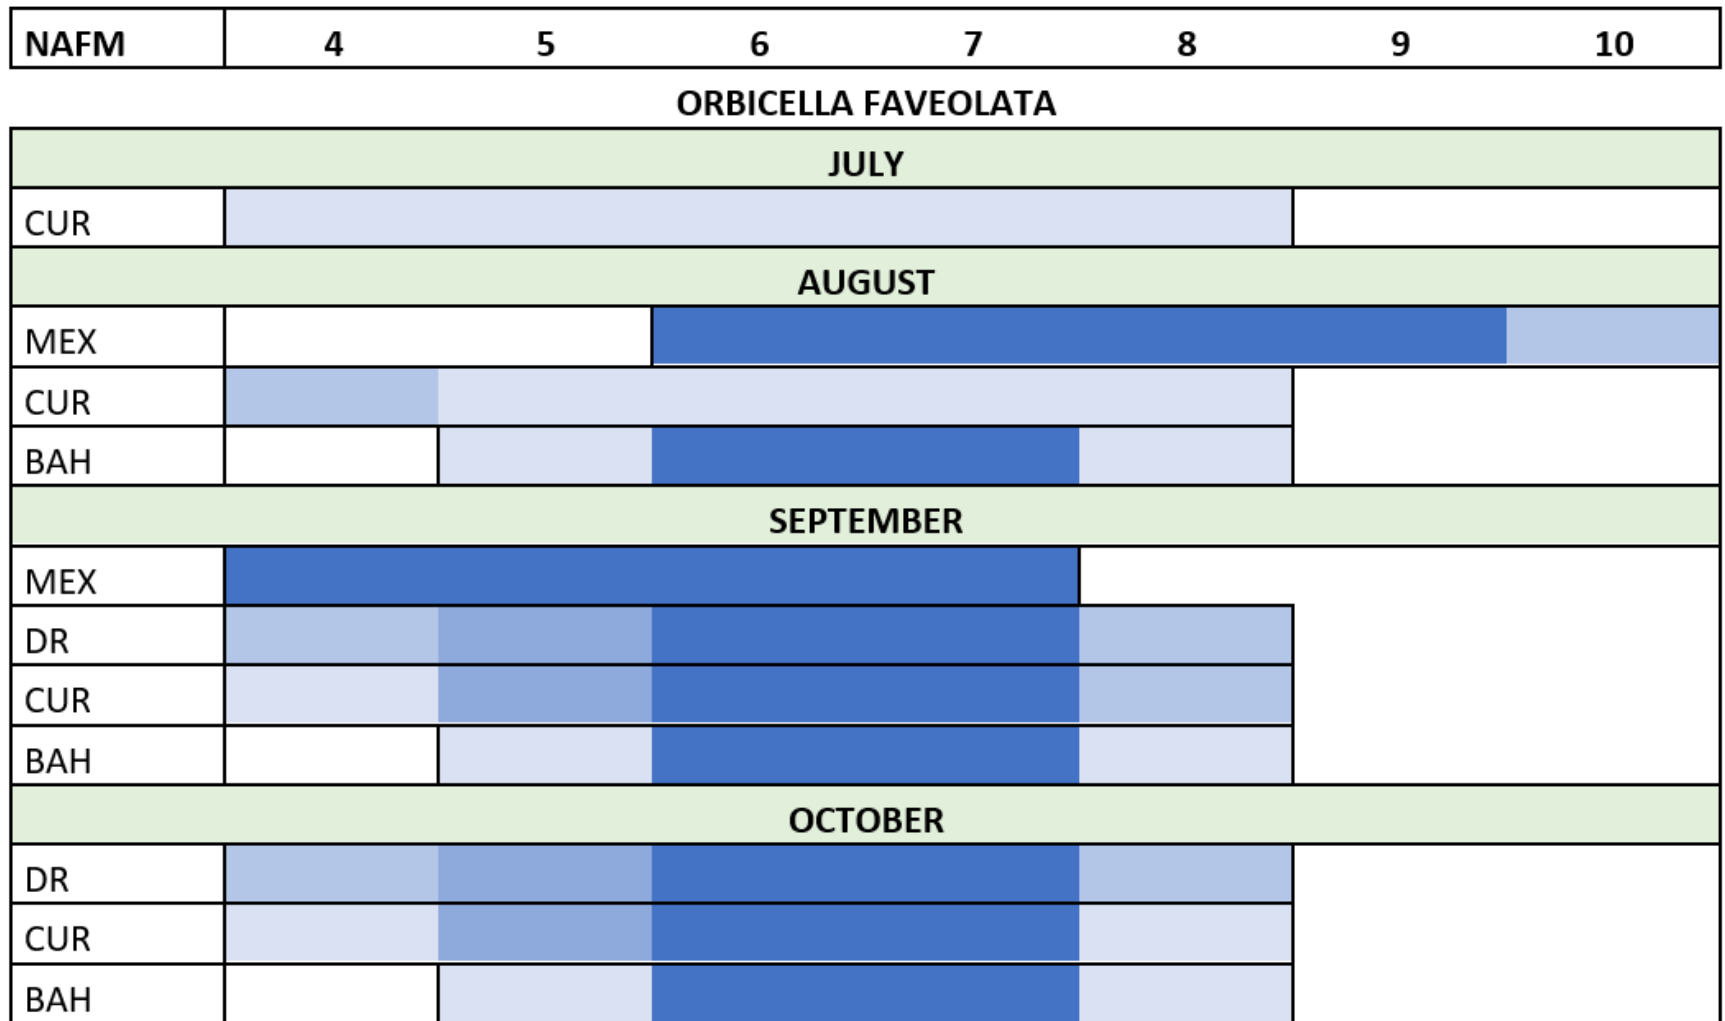 NAFM 4 5 6 7 8 9 10
ORBICELLA FAVEOLATA
JULY
CUR
AUGUST
MEX
CUR
BAH
SEPTEMBER
MEX
DR
CUR
BAH
OCTOBER
DR
CUR
BAH